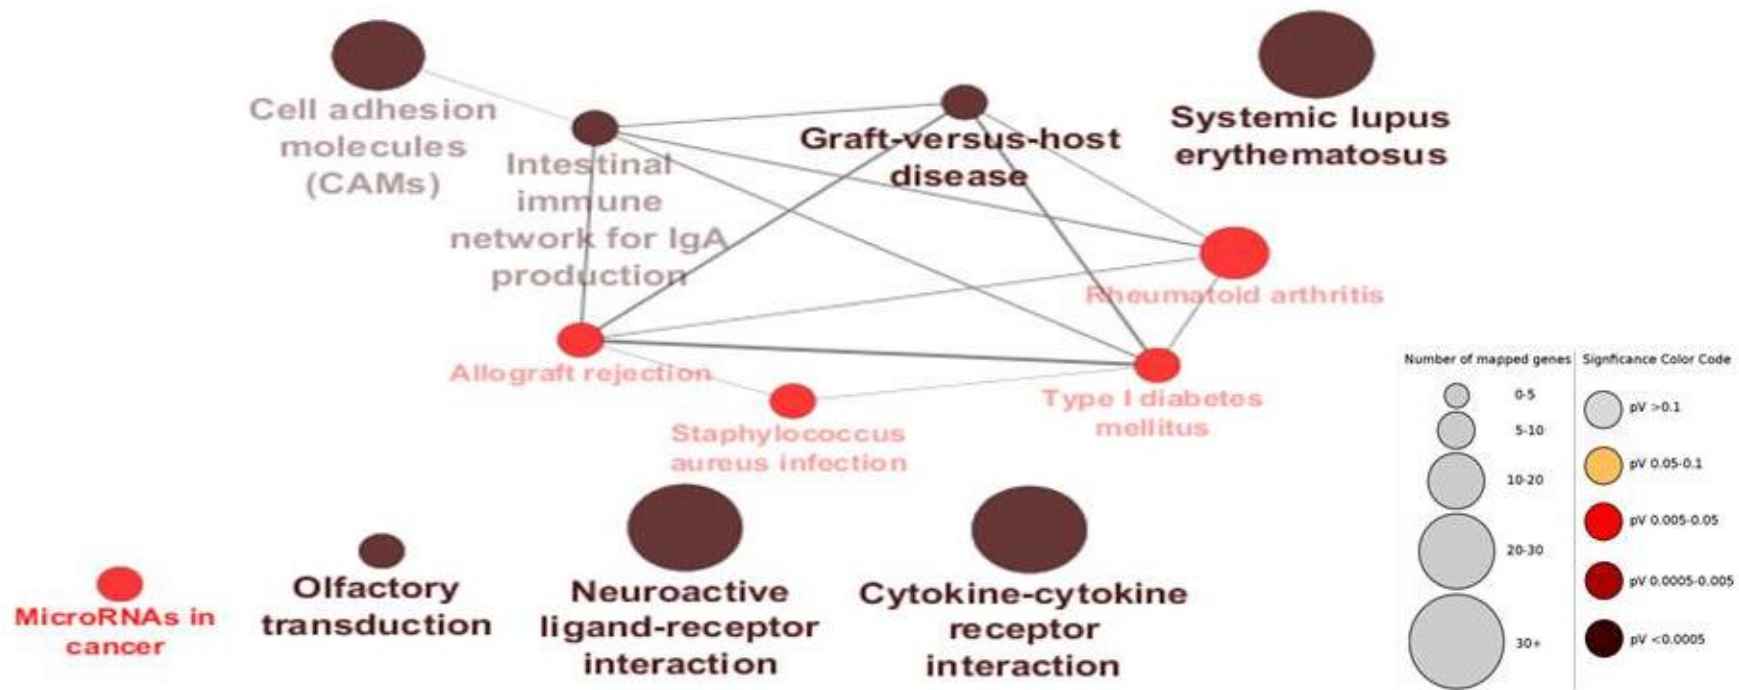 Cell adhesion
molecules
(CAMs)
Intestinal
immune
network for IgA
production
Graft-versus-host
disease
Systemic lupus
erythematosus
Rheumatoid arthritis
Allograft rejection
Type I diabetes
mellitus
Staphylococcus
aureus infection
MicroRNAs in
cancer
Olfactory
transduction
Neuroactive
ligand-receptor
interaction
Cytokine-cytokine
receptor
interaction
Number of mapped genes
0-5
5-10
10-20
20-30
30+
Signficance Color Code
pV >0.1
pV 0.05-0.1
pV 0.005-0.05
pV 0.0005-0.005
pV <0.0005